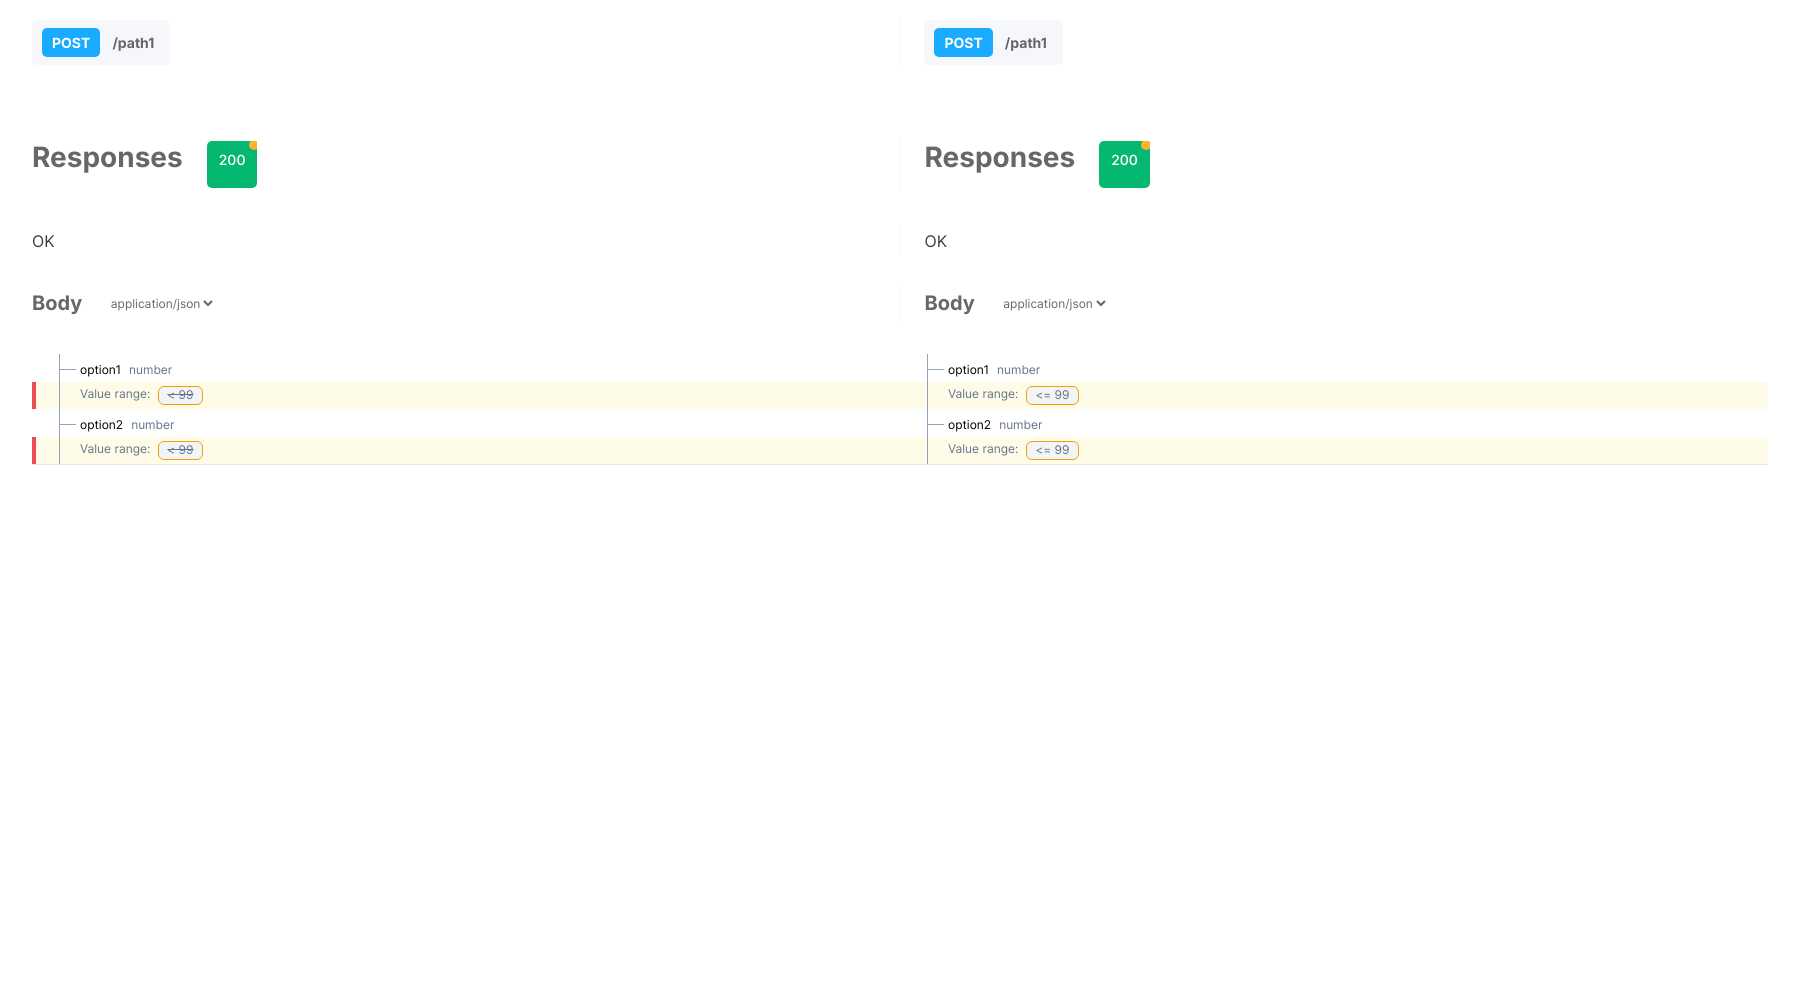 POST /path1 POST /path1
Responses 200 Responses 200
OK OK
Body application/json Body application/json
option1 number option1 number
Value range: < 99 Value range: <= 99
option2 number option2 number
Value range: < 99 Value range: <= 99